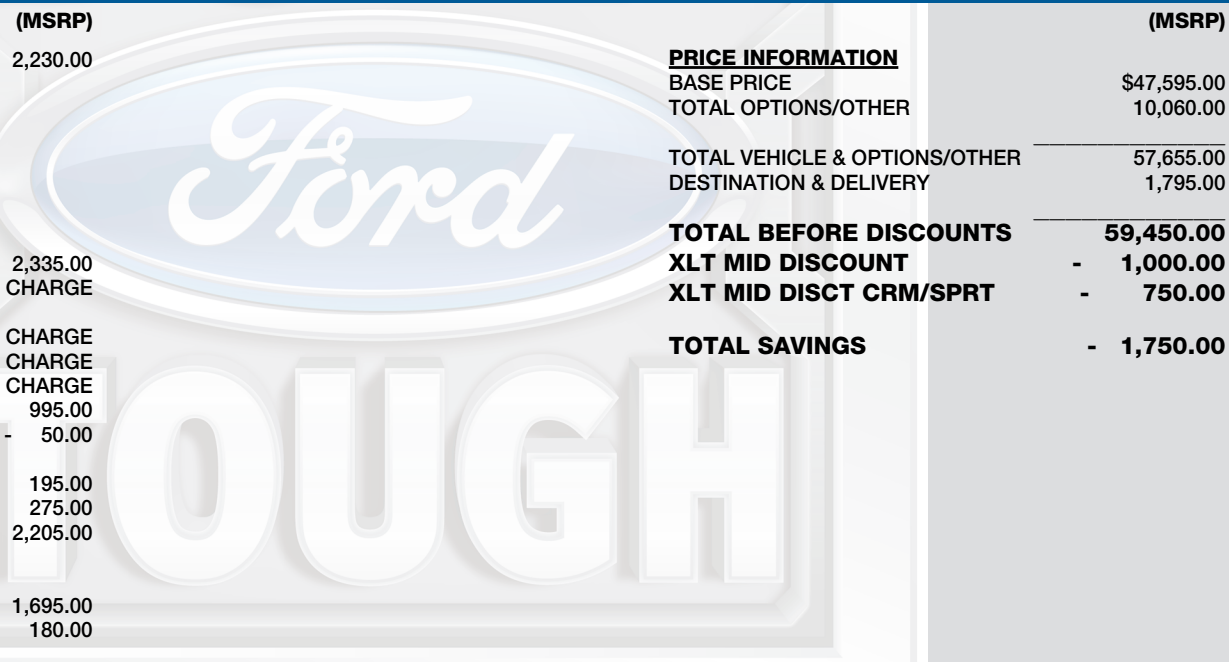 (MSRP)
2,230.00
2,335.00
CHARGE
CHARGE
CHARGE
CHARGE
995.00
- 50.00
195.00
275.00
2,205.00
1,695.00
180.00
Ford
TOUGH
(MSRP)
PRICE INFORMATION
BASE PRICE $47,595.00
TOTAL OPTIONS/OTHER 10,060.00
TOTAL VEHICLE & OPTIONS/OTHER 57,655.00
DESTINATION & DELIVERY 1,795.00
TOTAL BEFORE DISCOUNTS 59,450.00
XLT MID DISCOUNT - 1,000.00
XLT MID DISCT CRM/SPRT - 750.00
TOTAL SAVINGS - 1,750.00